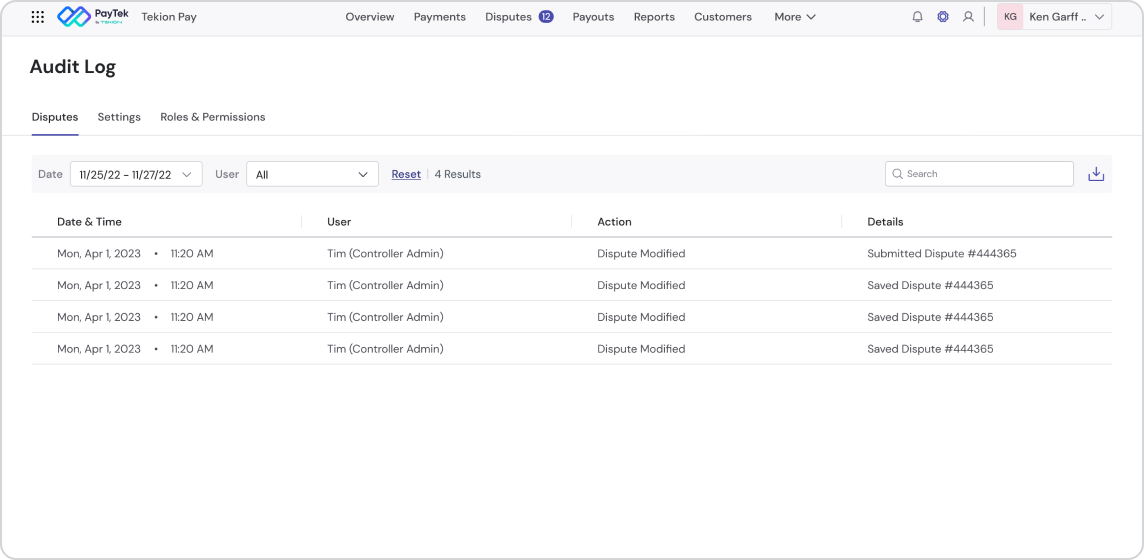 PayTek
& TEKION
Tekion Pay
Overview
Payments
Disputes 12
Payouts
Reports
Customers
More
KG
Ken Garff ..
Audit Log
Disputes
Settings
Roles & Permissions
Date 11/25/22 - 11/27/22 User All Reset 4 Results Search
Date & Time User Action Details
Mon, Apr 1, 2023 • 11:20 AM Tim (Controller Admin) Dispute Modified Submitted Dispute #444365
Mon, Apr 1, 2023 • 11:20 AM Tim (Controller Admin) Dispute Modified Saved Dispute #444365
Mon, Apr 1, 2023 • 11:20 AM Tim (Controller Admin) Dispute Modified Saved Dispute #444365
Mon, Apr 1, 2023 • 11:20 AM Tim (Controller Admin) Dispute Modified Saved Dispute #444365